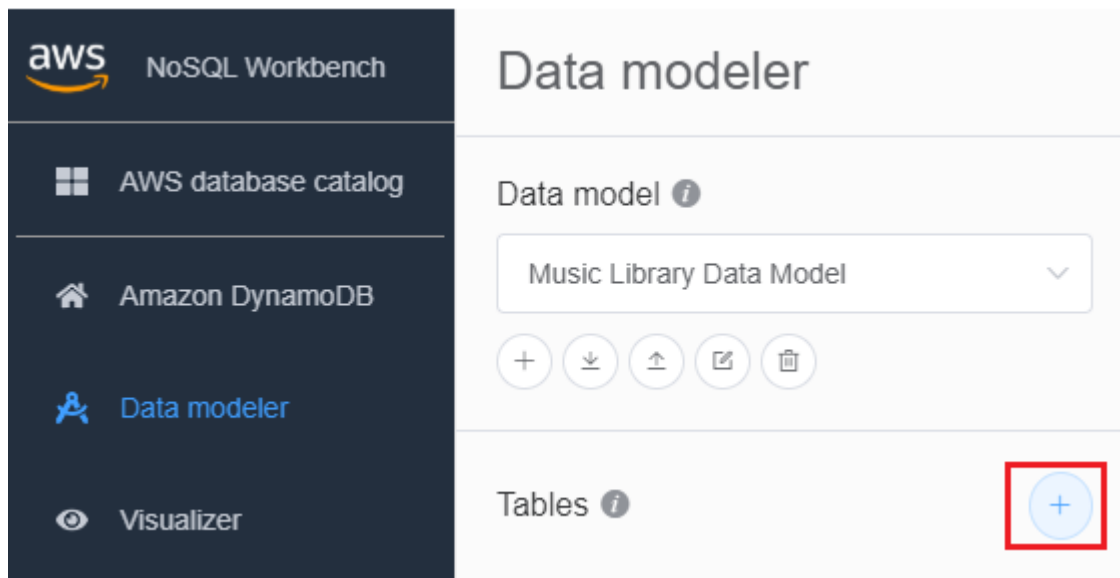 aws
NoSQL Workbench
AWS database catalog
Amazon DynamoDB
Data modeler
Visualizer
Data modeler
Data model
Music Library Data Model
Tables